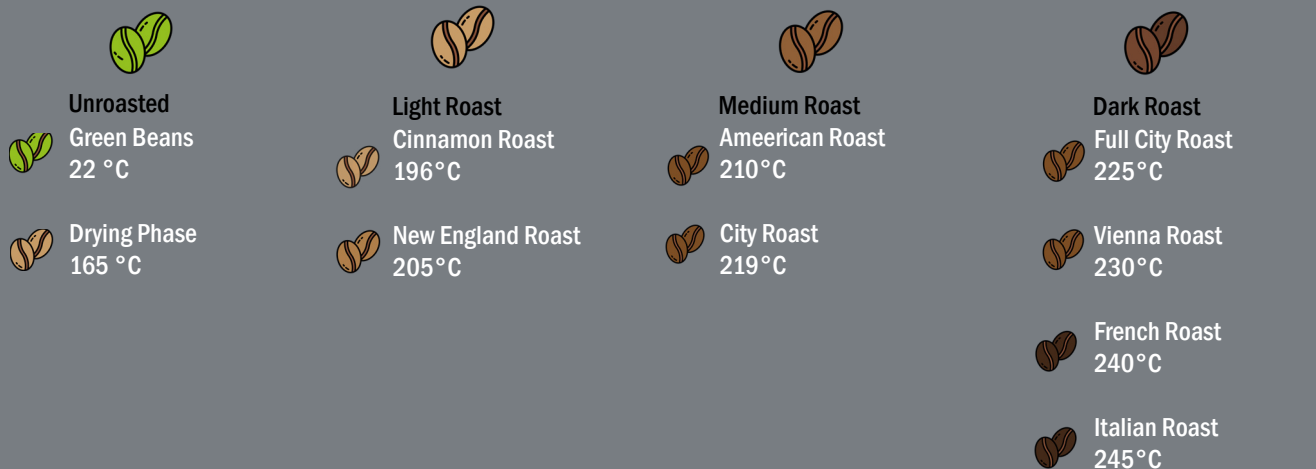 Unroasted
Green Beans
22 °C
Drying Phase
165 °C
Light Roast
Cinnamon Roast
196°C
New England Roast
205°C
Medium Roast
Ameerican Roast
210°C
City Roast
219°C
Dark Roast
Full City Roast
225°C
Vienna Roast
230°C
French Roast
240°C
Italian Roast
245°C